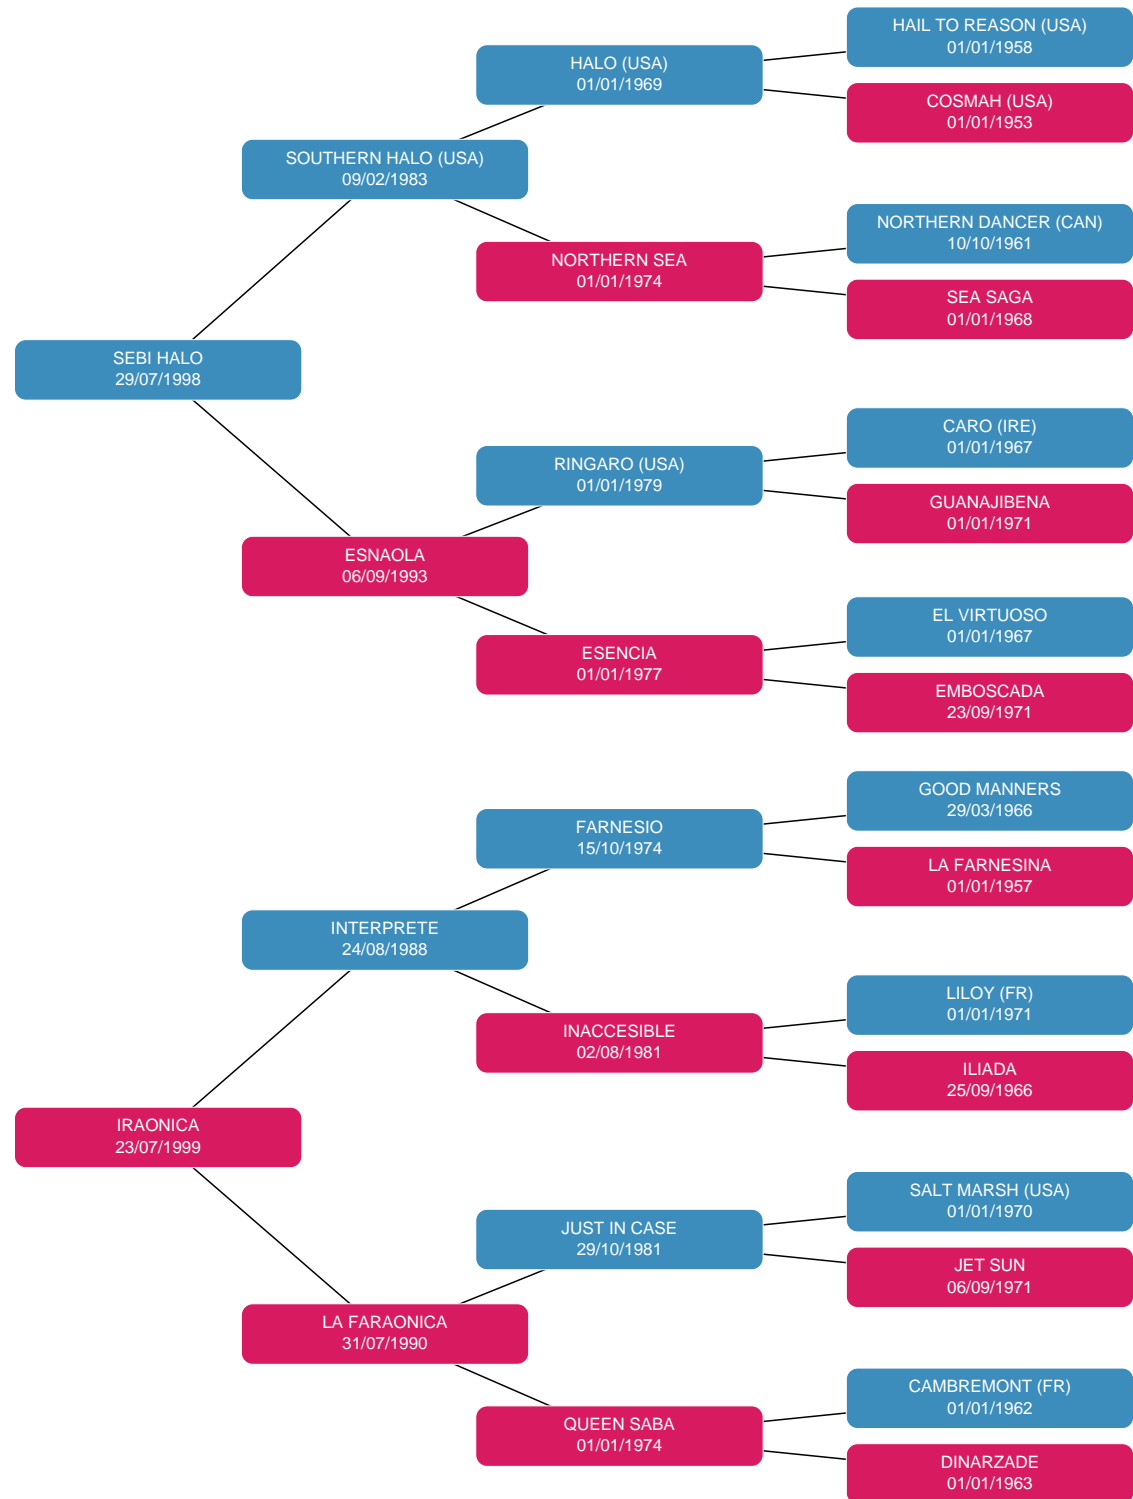 HAIL TO REASON (USA)
01/01/1958
HALO (USA)
01/01/1969
COSMAH (USA)
01/01/1953
SOUTHERN HALO (USA)
09/02/1983
NORTHERN DANCER (CAN)
10/10/1961
NORTHERN SEA
01/01/1974
SEA SAGA
01/01/1968
SEBI HALO
29/07/1998
CARO (IRE)
01/01/1967
RINGARO (USA)
01/01/1979
GUANAJIBENA
01/01/1971
ESNAOLA
06/09/1993
EL VIRTUOSO
01/01/1967
ESENCIA
01/01/1977
EMBOSCADA
23/09/1971
GOOD MANNERS
29/03/1966
FARNESIO
15/10/1974
LA FARNESINA
01/01/1957
INTERPRETE
24/08/1988
LILOY (FR)
01/01/1971
INACCESIBLE
02/08/1981
ILIADA
25/09/1966
IRAONICA
23/07/1999
SALT MARSH (USA)
01/01/1970
JUST IN CASE
29/10/1981
JET SUN
06/09/1971
LA FARAONICA
31/07/1990
CAMBREMONT (FR)
01/01/1962
QUEEN SABA
01/01/1974
DINARZADE
01/01/1963